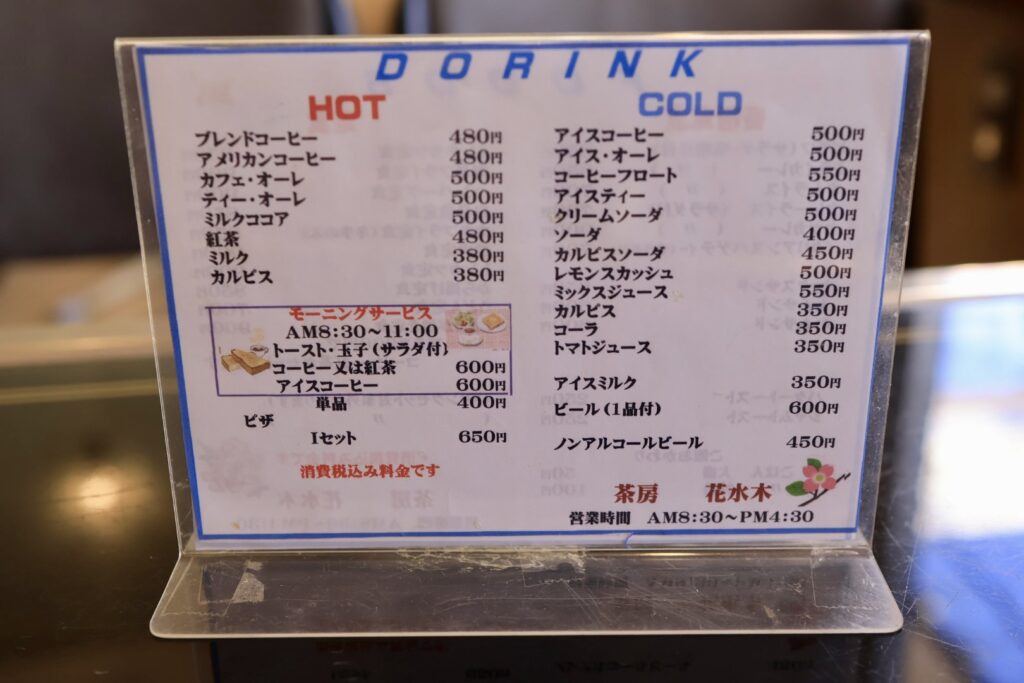 DORINK
HOT
ブレンドコーヒー 480円
アメリカンコーヒー 480円
カフェ・オーレ 500円
ティー・オーレ 500円
ミルクココア 500円
紅茶 480円
ミルク 380円
カルピス 380円
モーニングサービス
AM8:30～11:00
トースト・玉子(サラダ付)
コーヒー又は紅茶 600円
アイスコーヒー 600円
単品 400円
ピザ
Iセット 650円
消費税込み料金です
COLD
アイスコーヒー 500円
アイス・オーレ 500円
コーヒーフロート 550円
アイスティー 500円
クリームソーダ 500円
ソーダ 400円
カルピスソーダ 450円
レモンスカッシュ 500円
ミックスジュース 550円
カルピス 350円
コーラ 350円
トマトジュース 350円
アイスミルク 350円
ビール(1品付) 600円
ノンアルコールビール 450円
茶房 花水木
営業時間 AM8:30～PM4:30